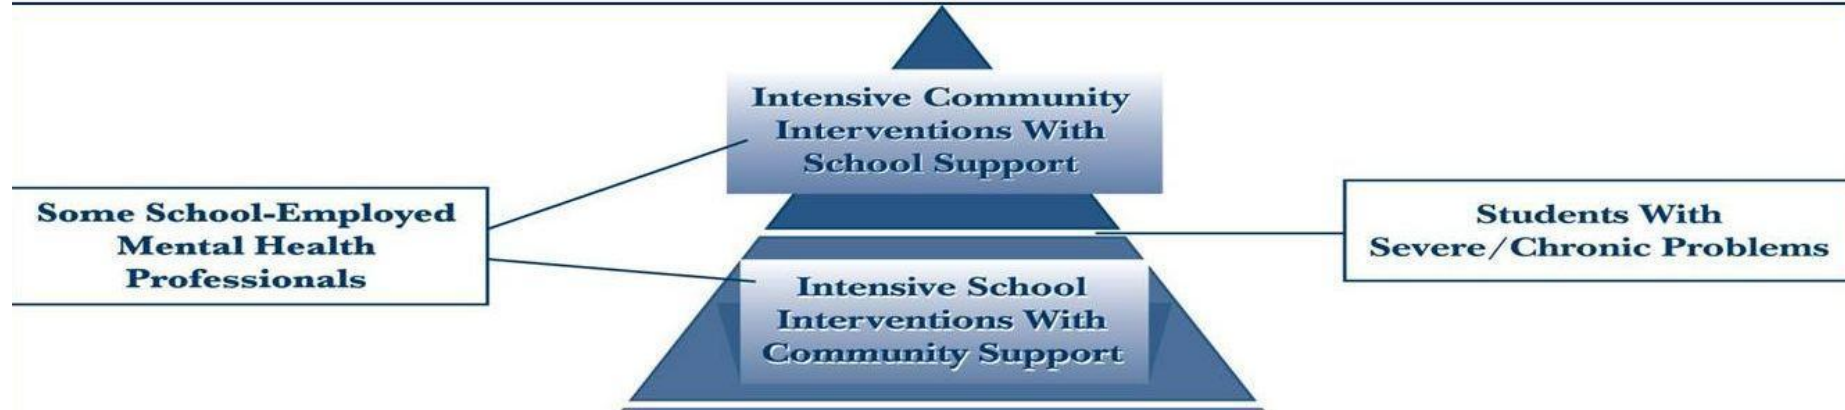 Intensive Community
Interventions With
School Support
Some School-Employed
Mental Health
Professionals
Students With
Severe/Chronic Problems
Intensive School
Interventions With
Community Support